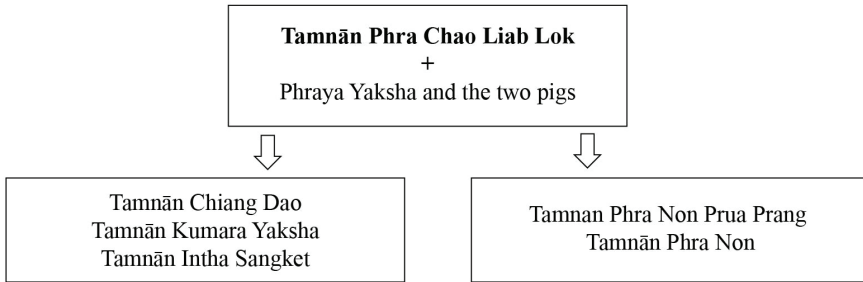 Tamnān Phra Chao Liab Lok
+
Phraya Yaksha and the two pigs
Tamnān Chiang Dao
Tamnān Kumara Yaksha
Tamnān Intha Sangket
Tamnan Phra Non Prua Prang
Tamnān Phra Non